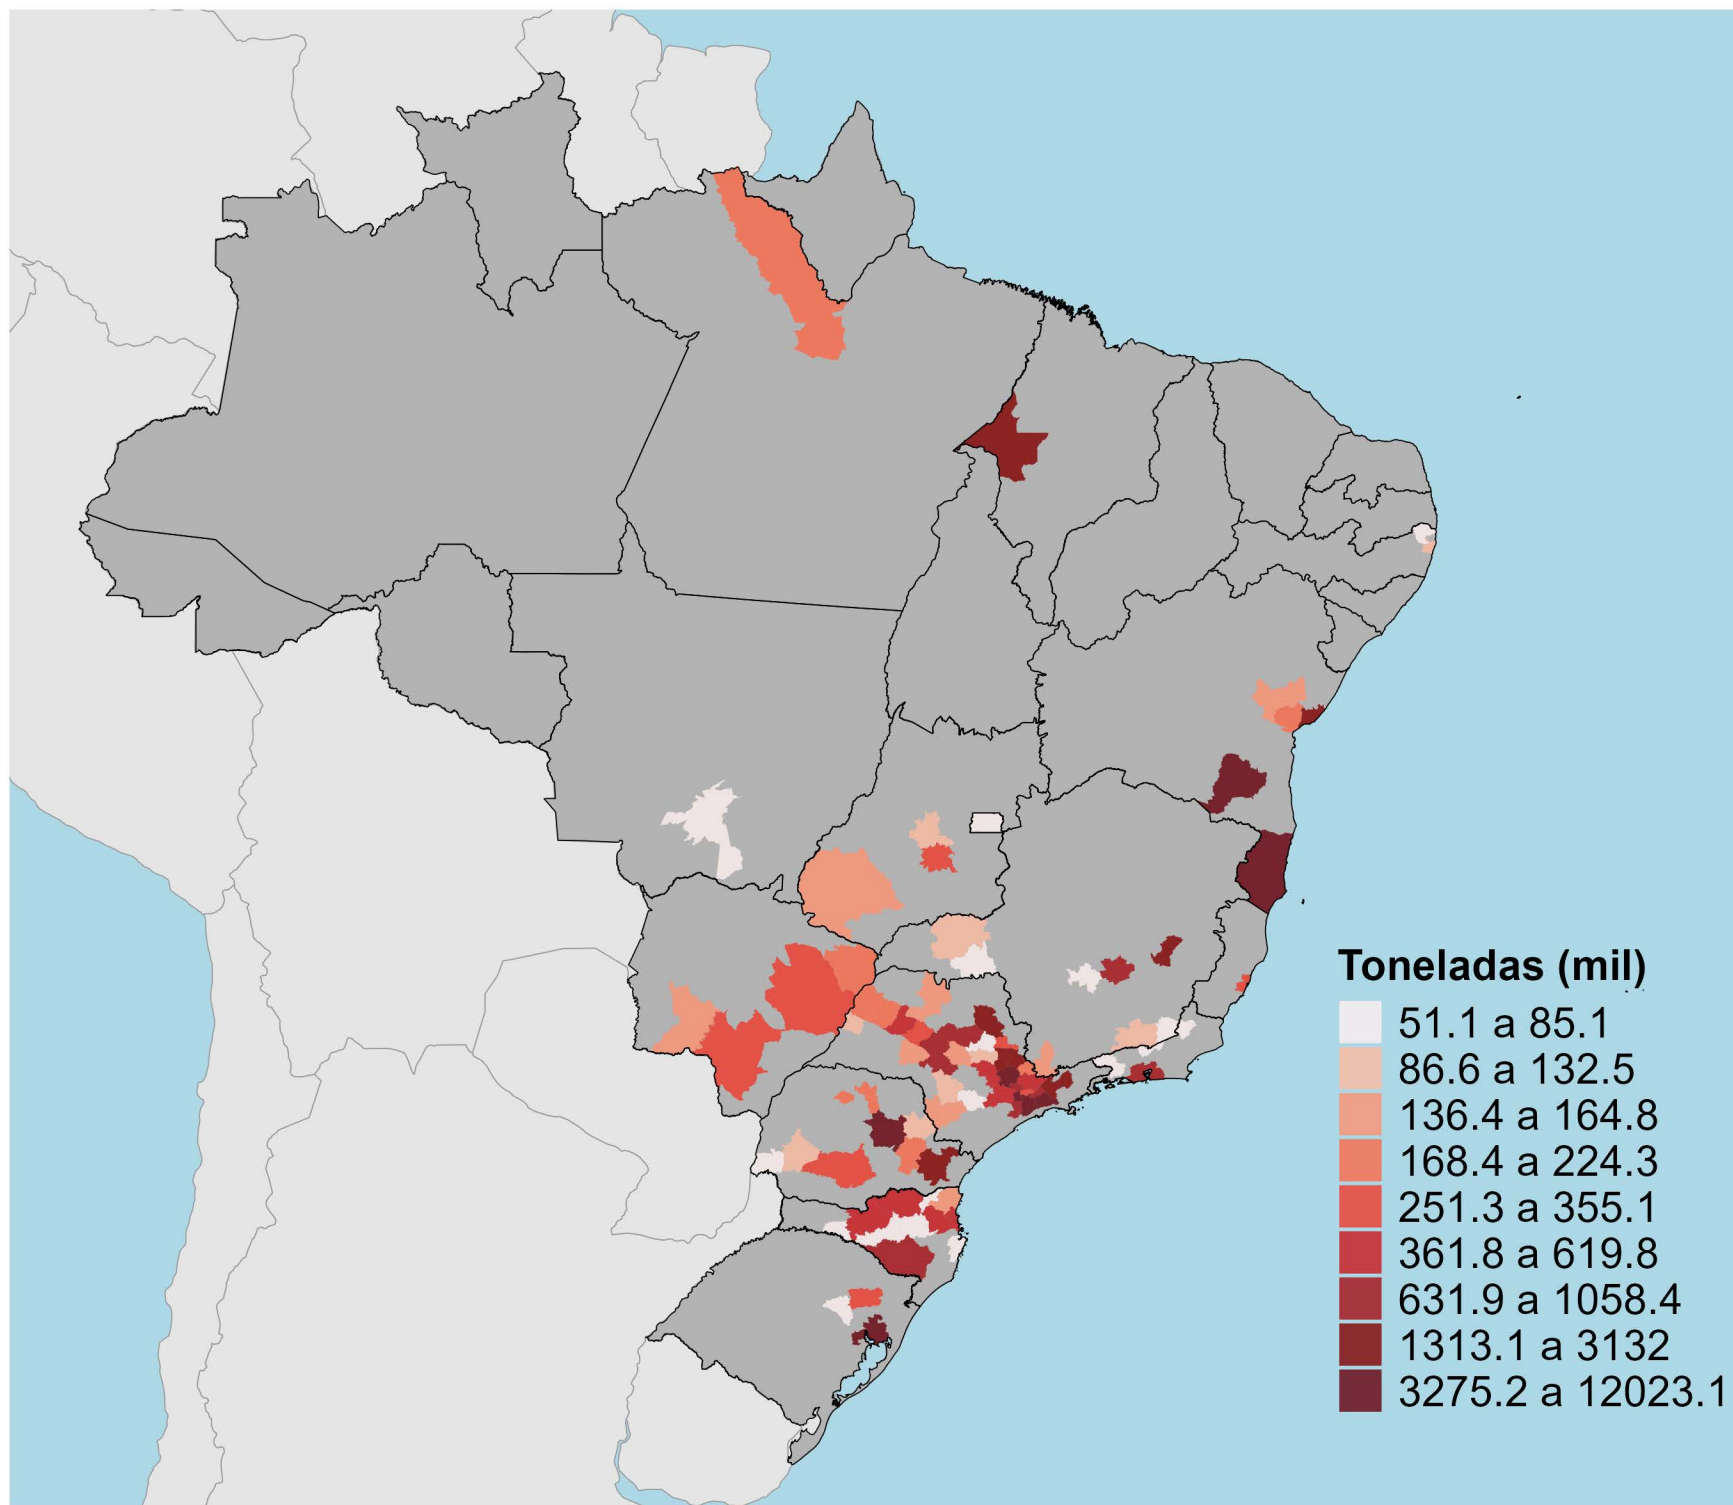 Toneladas (mil)
51.1 a 85.1
86.6 a 132.5
136.4 a 164.8
168.4 a 224.3
251.3 a 355.1
361.8 a 619.8
631.9 a 1058.4
1313.1 a 3132
3275.2 a 12023.1